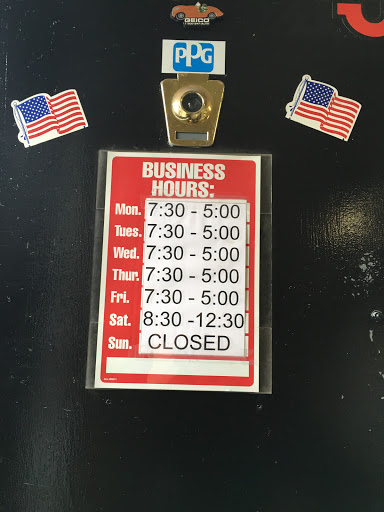 GEICO
PPG
BUSINESS
HOURS:
Mon. 7:30 - 5:00
Tues. 7:30 - 5:00
Wed. 7:30 - 5:00
Thur. 7:30 - 5:00
Fri. 7:30 - 5:00
Sat. 8:30 -12:30
Sun. CLOSED